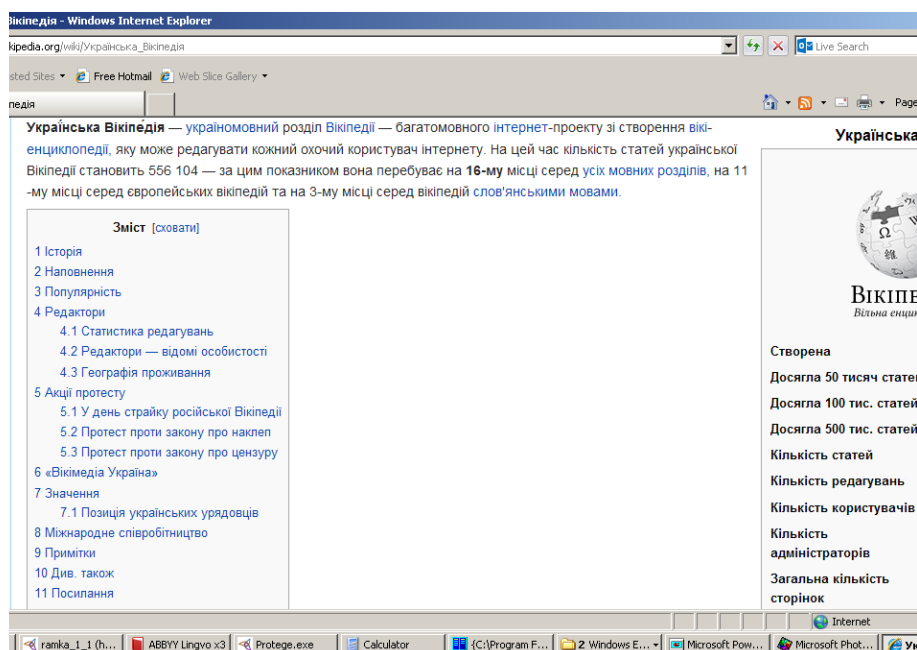 Вікіпедія - Windows Internet Explorer
kipedia.org/wiki/Українська_Вікіпедія
Live Search
sted Sites Free Hotmail Web Slice Gallery
педія
Page
Українська Вікіпе́дія — україномовний розділ Вікіпедії — багатомовного інтернет-проекту зі створення вікі-
енциклопедії, яку може редагувати кожний охочий користувач інтернету. На цей час кількість статей української
Вікіпедії становить 556 104 — за цим показником вона перебуває на 16-му місці серед усіх мовних розділів, на 11
-му місці серед європейських вікіпедій та на 3-му місці серед вікіпедій слов'янськими мовами.
Зміст [сховати]
1 Історія
2 Наповнення
3 Популярність
4 Редактори
4.1 Статистика редагувань
4.2 Редактори — відомі особистості
4.3 Географія проживання
5 Акції протесту
5.1 У день страйку російської Вікіпедії
5.2 Протест проти закону про наклеп
5.3 Протест проти закону про цензуру
6 «Вікімедіа Україна»
7 Значення
7.1 Позиція українських урядовців
8 Міжнародне співробітництво
9 Примітки
10 Див. також
11 Посилання
Українська
Ω
W
維
ВІКІПЕ
Вільна енцик
Створена
Досягла 50 тисяч статей
Досягла 100 тис. статей
Досягла 500 тис. статей
Кількість статей
Кількість редагувань
Кількість користувачів
Кількість
адміністраторів
Загальна кількість
сторінок
Internet
ramka_1_1 (h... ABBYY Lingvo x3 Protege.exe Calculator {C:\Program F... 2 Windows E... Microsoft Pow... Microsoft Phot... Ук